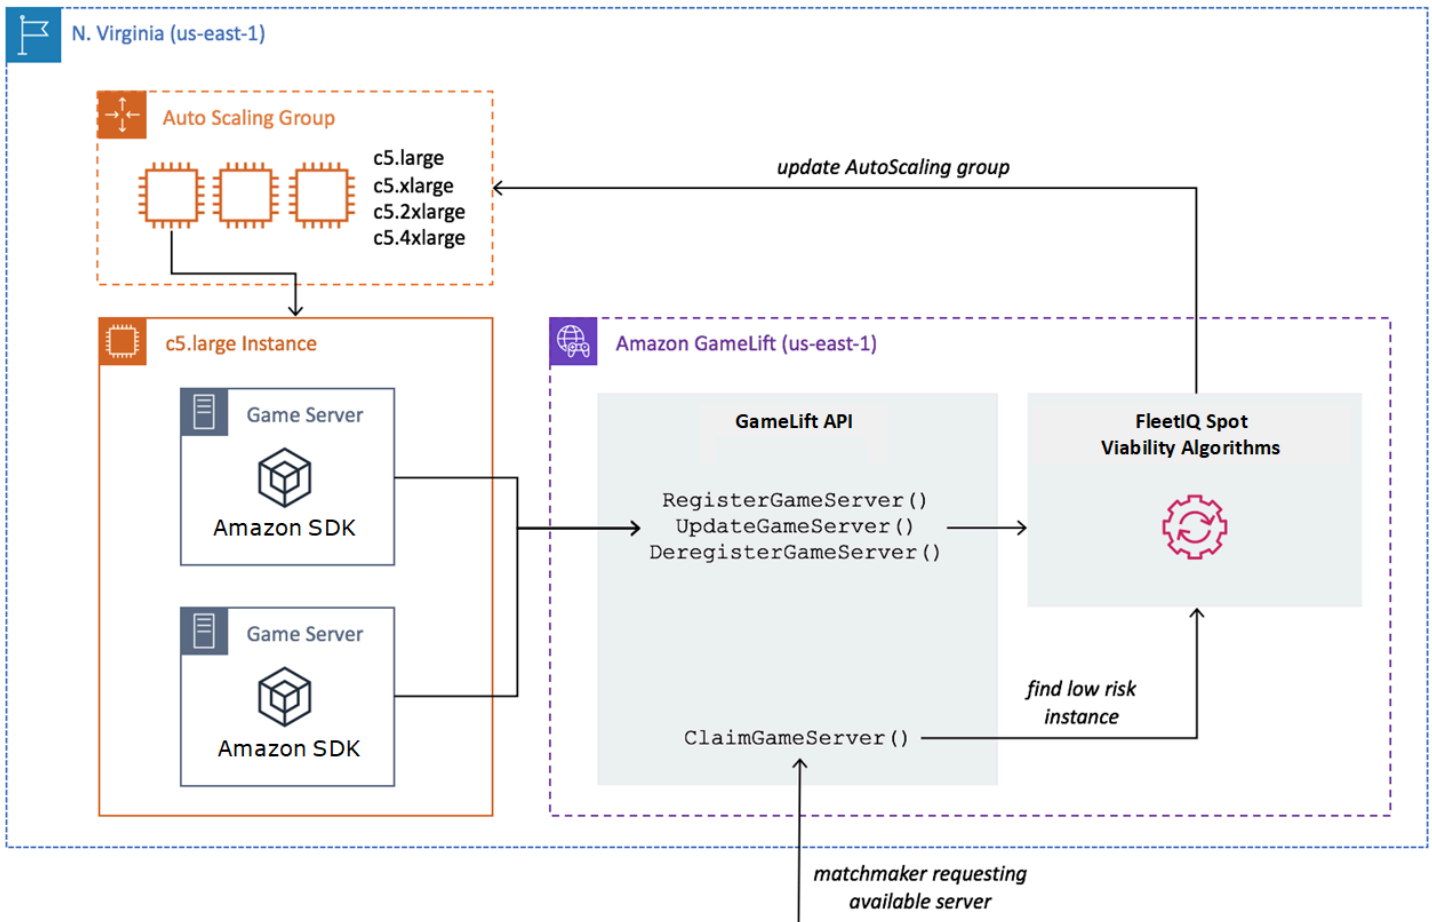 N. Virginia (us-east-1)
Auto Scaling Group
c5.large
c5.xlarge
c5.2xlarge
c5.4xlarge
update AutoScaling group
c5.large Instance
Game Server
Amazon SDK
Game Server
Amazon SDK
Amazon GameLift (us-east-1)
GameLift API
RegisterGameServer()
UpdateGameServer()
DeregisterGameServer()
ClaimGameServer()
FleetIQ Spot
Viability Algorithms
find low risk
instance
matchmaker requesting
available server